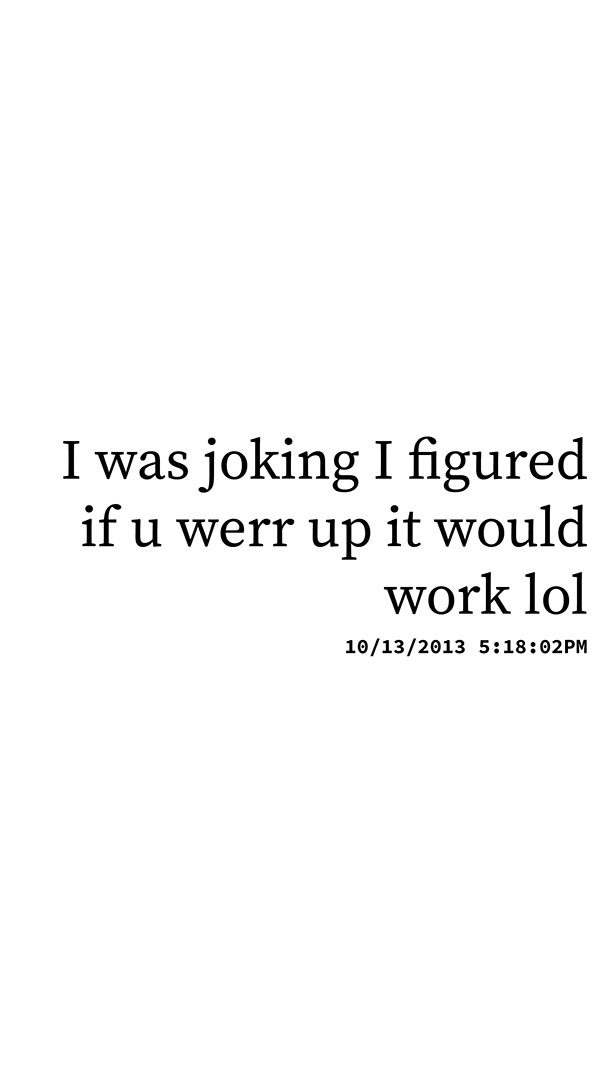 I was joking I figured
if u werr up it would
work lol
10/13/2013 5:18:02PM